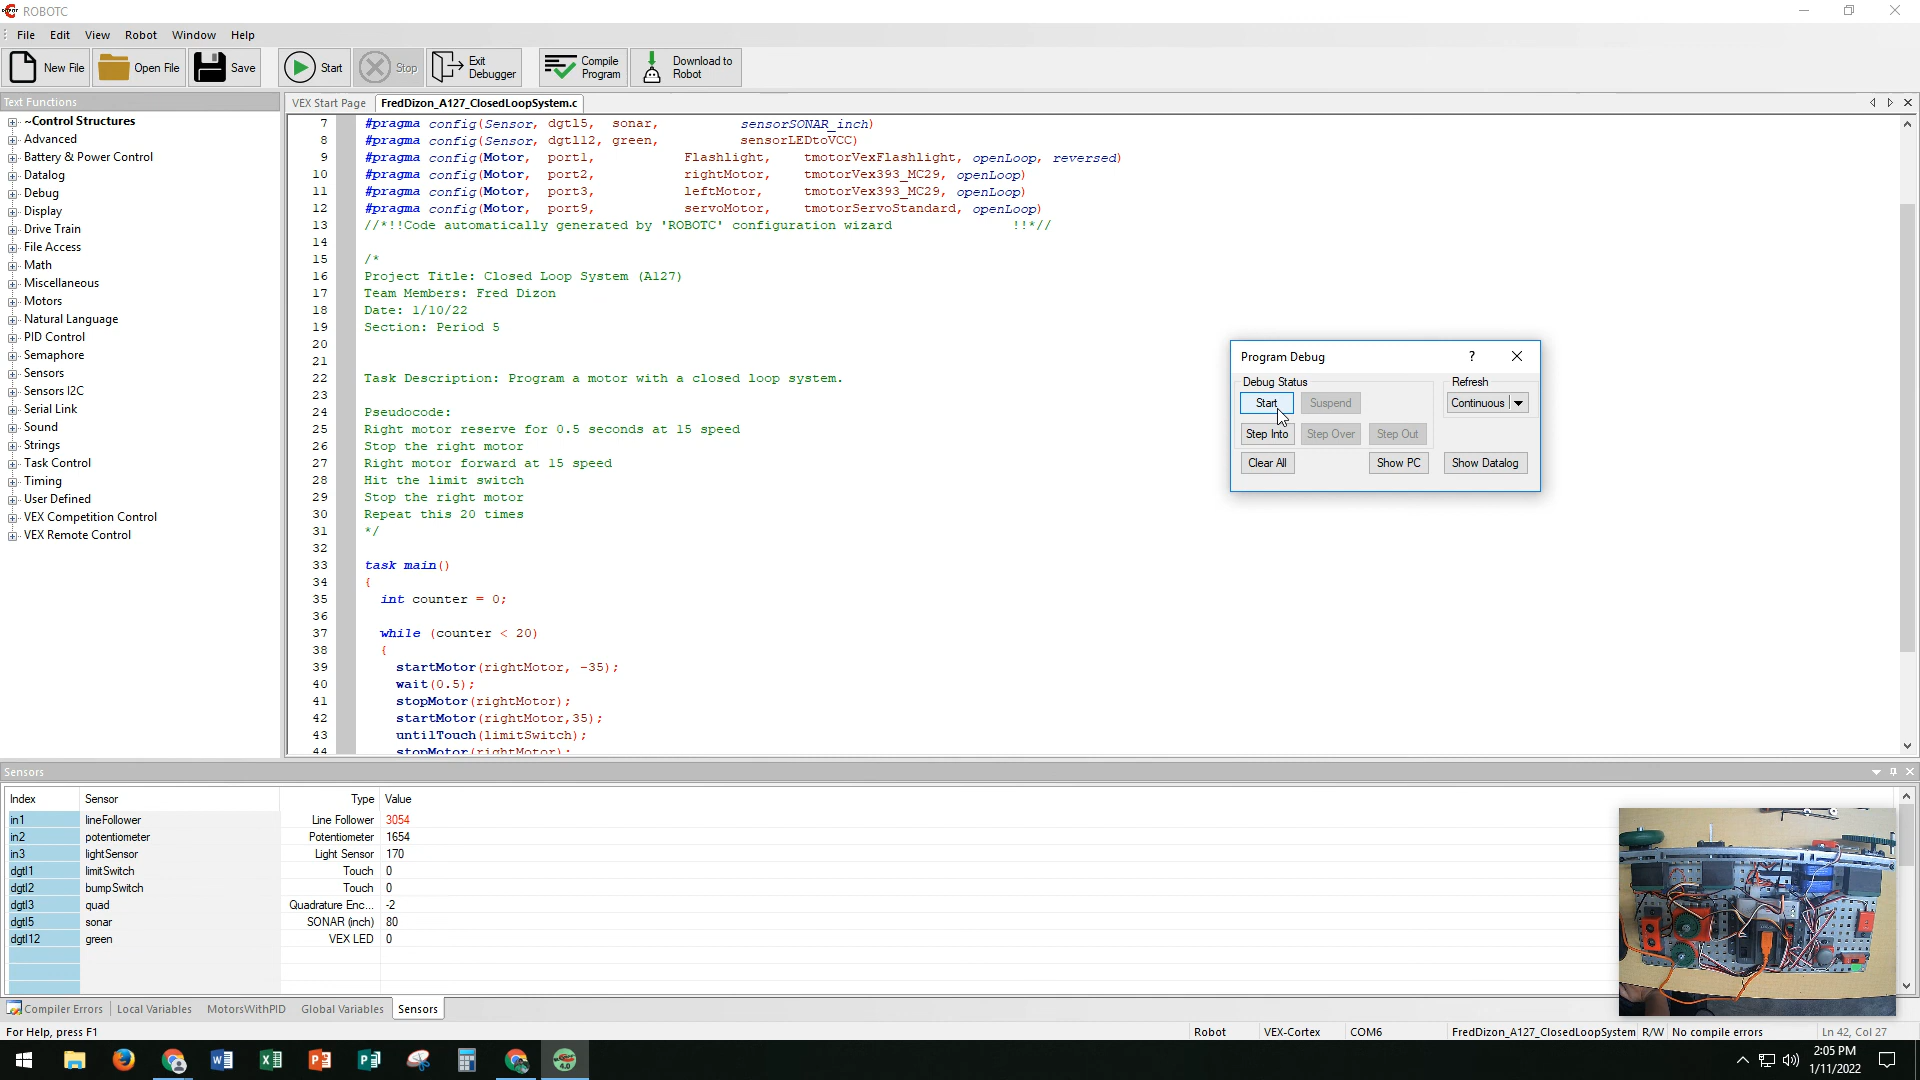 ROBOTC
File Edit View Robot Window Help
New File Open File Save Start Stop Exit Debugger Compile Program Download to Robot
Text Functions
~Control Structures
Advanced
Battery & Power Control
Datalog
Debug
Display
Drive Train
File Access
Math
Miscellaneous
Motors
Natural Language
PID Control
Semaphore
Sensors
Sensors I2C
Serial Link
Sound
Strings
Task Control
Timing
User Defined
VEX Competition Control
VEX Remote Control
VEX Start Page FredDizon_A127_ClosedLoopSystem.c
7 #pragma config(Sensor, dgtl5, sonar, sensorSONAR_inch)
8 #pragma config(Sensor, dgtl12, green, sensorLEDtoVCC)
9 #pragma config(Motor, port1, Flashlight, tmotorVexFlashlight, openLoop, reversed)
10 #pragma config(Motor, port2, rightMotor, tmotorVex393_MC29, openLoop)
11 #pragma config(Motor, port3, leftMotor, tmotorVex393_MC29, openLoop)
12 #pragma config(Motor, port9, servoMotor, tmotorServoStandard, openLoop)
13 //*!!Code automatically generated by 'ROBOTC' configuration wizard !!*//
14
15 /*
16 Project Title: Closed Loop System (A127)
17 Team Members: Fred Dizon
18 Date: 1/10/22
19 Section: Period 5
20
21
22 Task Description: Program a motor with a closed loop system.
23
24 Pseudocode:
25 Right motor reserve for 0.5 seconds at 15 speed
26 Stop the right motor
27 Right motor forward at 15 speed
28 Hit the limit switch
29 Stop the right motor
30 Repeat this 20 times
31 */
32
33 task main()
34 {
35 int counter = 0;
36
37 while (counter < 20)
38 {
39 startMotor(rightMotor, -35);
40 wait(0.5);
41 stopMotor(rightMotor);
42 startMotor(rightMotor,35);
43 untilTouch(limitSwitch);
44 stopMotor(rightMotor);
Program Debug ?
Debug Status Refresh
Start Suspend Continuous
Step Into Step Over Step Out
Clear All Show PC Show Datalog
Sensors
Index Sensor Type Value
in1 lineFollower Line Follower 3054
in2 potentiometer Potentiometer 1654
in3 lightSensor Light Sensor 170
dgtl1 limitSwitch Touch 0
dgtl2 bumpSwitch Touch 0
dgtl3 quad Quadrature Enc... -2
dgtl5 sonar SONAR (inch) 80
dgtl12 green VEX LED 0
Compiler Errors Local Variables MotorsWithPID Global Variables Sensors
For Help, press F1 Robot VEX-Cortex COM6 FredDizon_A127_ClosedLoopSystem R/W No compile errors Ln 42, Col 27
4.0
2:05 PM
1/11/2022